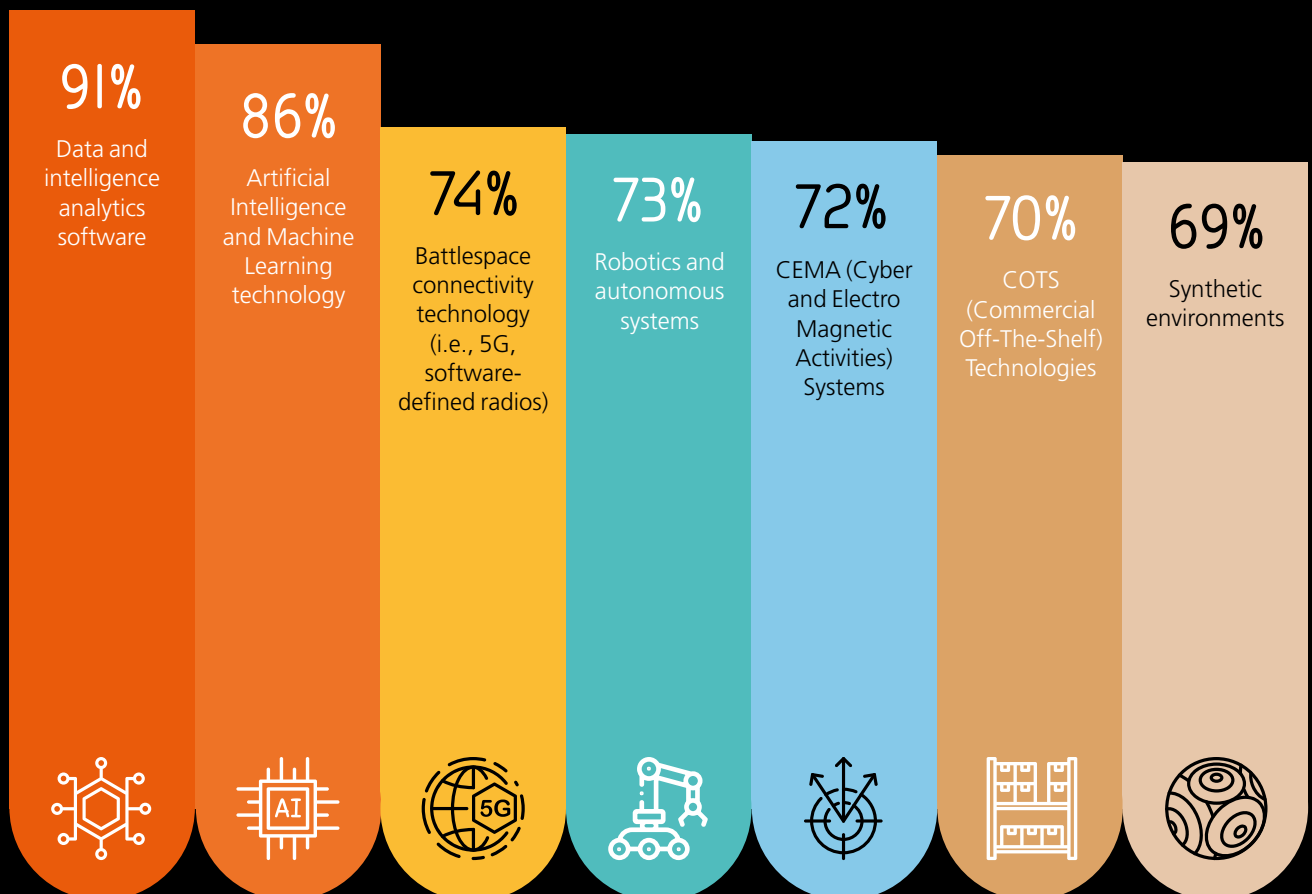 91%
Data and
intelligence
analytics
software
86%
Artificial
Intelligence
and Machine
Learning
technology
74%
Battlespace
connectivity
technology
(i.e., 5G,
software-
defined radios)
73%
Robotics and
autonomous
systems
72%
CEMA (Cyber
and Electro
Magnetic
Activities)
Systems
70%
COTS
(Commercial
Off-The-Shelf)
Technologies
69%
Synthetic
environments
AI
5G